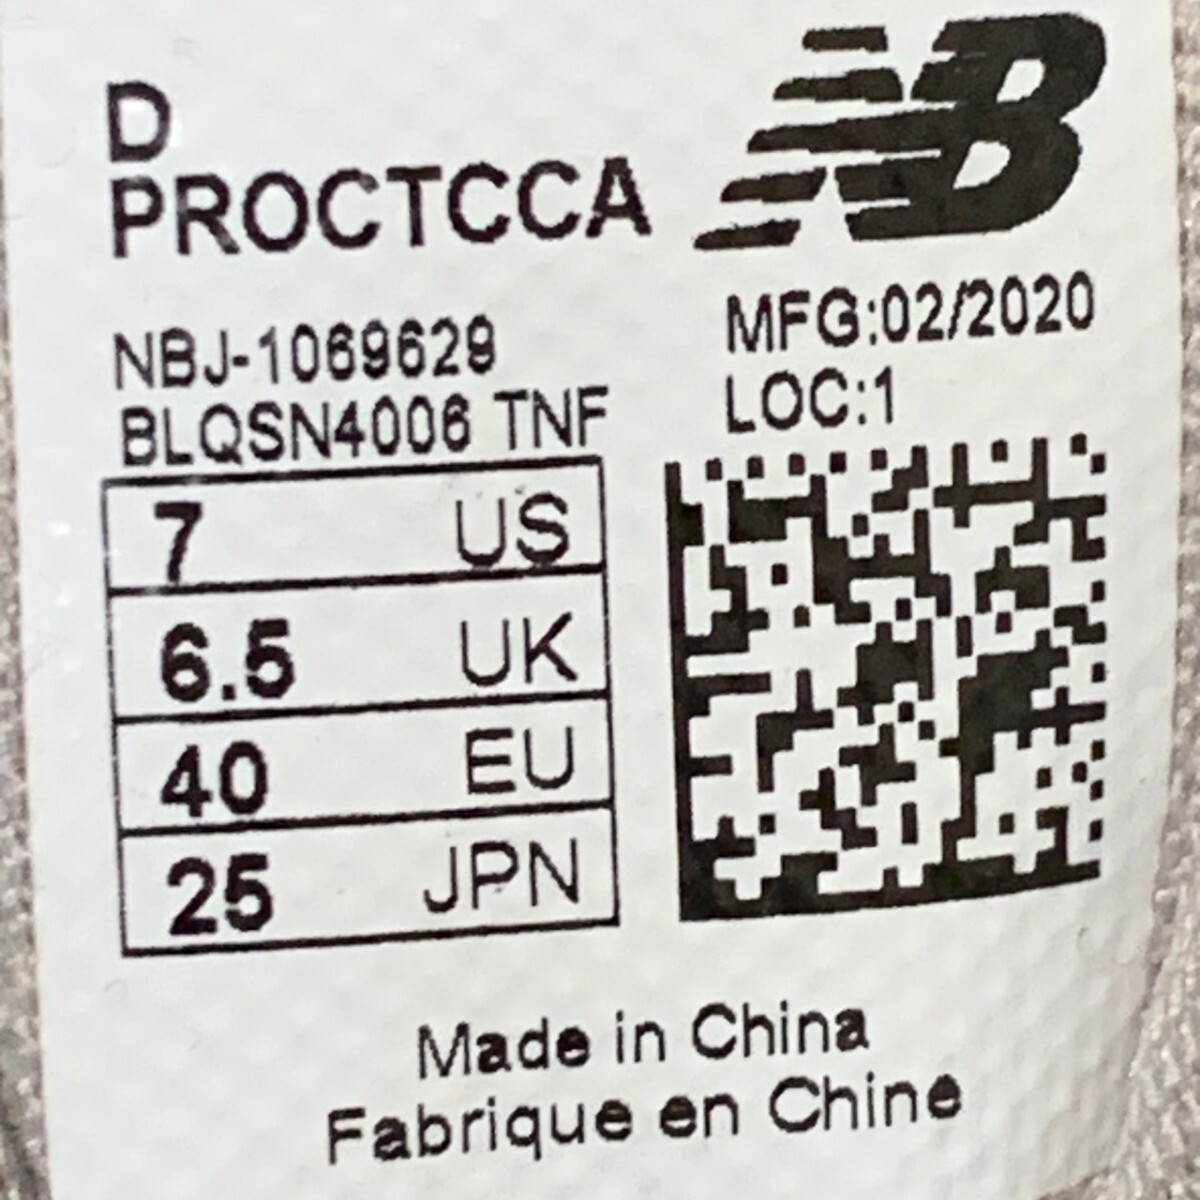 D
PROCTCCA
NB
NBJ-1069629
BLQSN4006 TNF
MFG:02/2020
LOC:1
7 US
6.5 UK
40 EU
25 JPN
Made in China
Fabrique en Chine